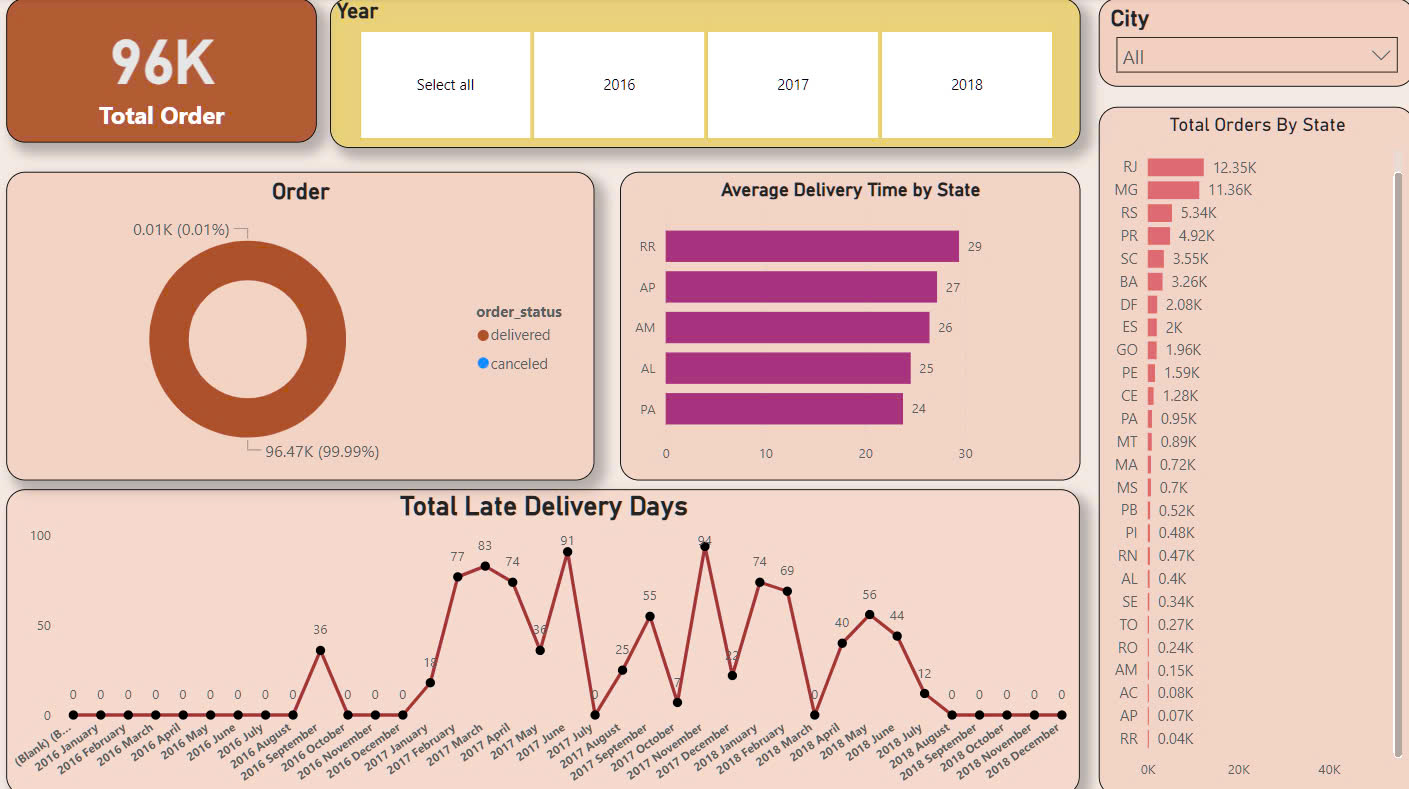 96K
Total Order
Year
Select all
2016
2017
2018
City
All
Order
0.01K (0.01%)
96.47K (99.99%)
order_status
delivered
canceled
Average Delivery Time by State
RR 29
AP 27
AM 26
AL 25
PA 24
0 10 20 30
Total Orders By State
RJ 12.35K
MG 11.36K
RS 5.34K
PR 4.92K
SC 3.55K
BA 3.26K
DF 2.08K
ES 2K
GO 1.96K
PE 1.59K
CE 1.28K
PA 0.95K
MT 0.89K
MA 0.72K
MS 0.7K
PB 0.52K
PI 0.48K
RN 0.47K
AL 0.4K
SE 0.34K
TO 0.27K
RO 0.24K
AM 0.15K
AC 0.08K
AP 0.07K
RR 0.04K
0K 20K 40K
Total Late Delivery Days
100
50
0
0 0 0 0 0 0 0 0 0 36 0 0 0 18 77 83 74 36 91 0 25 55 7 94 22 74 69 0 40 56 44 12 0 0 0 0 0
(Blank) (B...
2016 January
2016 February
2016 March
2016 April
2016 May
2016 June
2016 July
2016 August
2016 September
2016 October
2016 November
2016 December
2017 January
2017 February
2017 March
2017 April
2017 May
2017 June
2017 July
2017 August
2017 September
2017 October
2017 November
2017 December
2018 January
2018 February
2018 March
2018 April
2018 May
2018 June
2018 July
2018 August
2018 September
2018 October
2018 November
2018 December